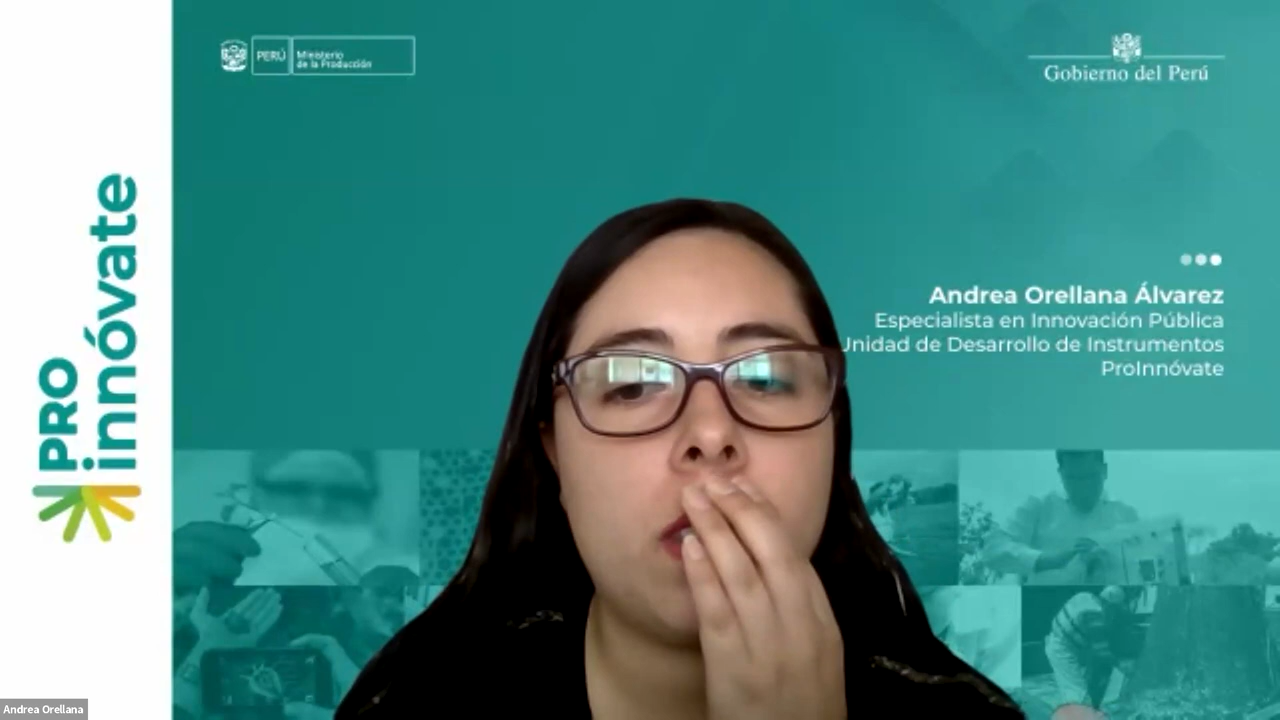 PERÚ
Ministerio
de la Producción
Gobierno del Perú
PRO
innóvate
Andrea Orellana Álvarez
Especialista en Innovación Pública
Unidad de Desarrollo de Instrumentos
ProInnóvate
Andrea Orellana